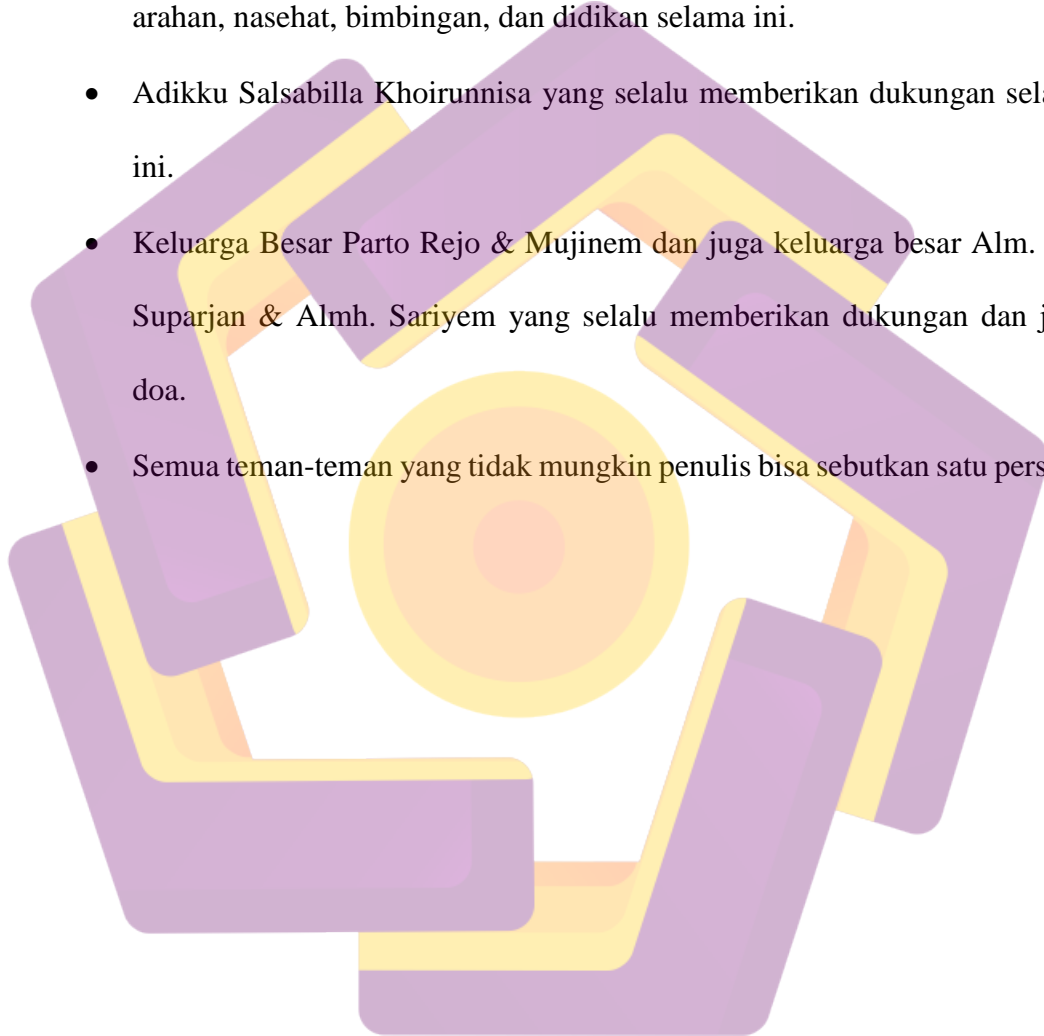 arahan, nasehat, bimbingan, dan didikan selama ini.
• Adikku Salsabilla Khoirunnisa yang selalu memberikan dukungan
ini.
• Keluarga Besar Parto Rejo & Mujinem dan juga keluarga besar Alm.
Suparjan & Almh. Sariyem yang selalu memberikan dukungan dan
doa.
• Semua teman-teman yang tidak mungkin penulis bisa sebutkan satu